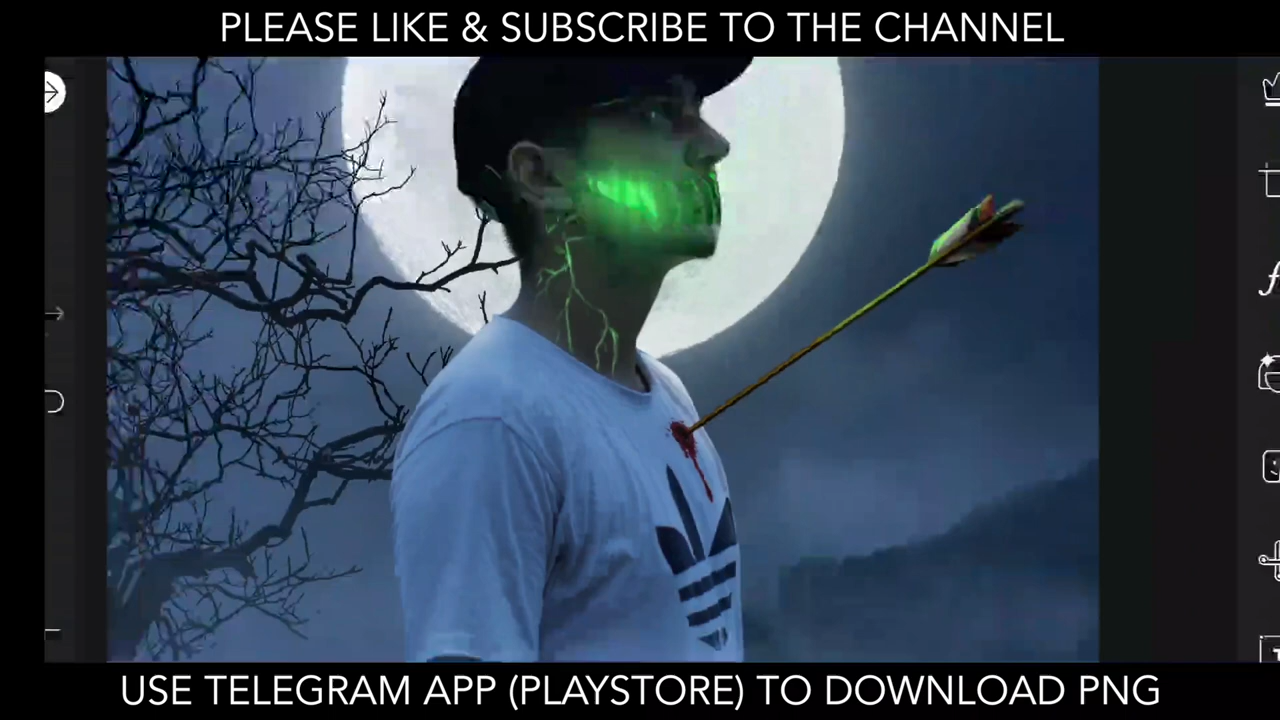 PLEASE LIKE & SUBSCRIBE TO THE CHANNEL
USE TELEGRAM APP (PLAYSTORE) TO DOWNLOAD PNG